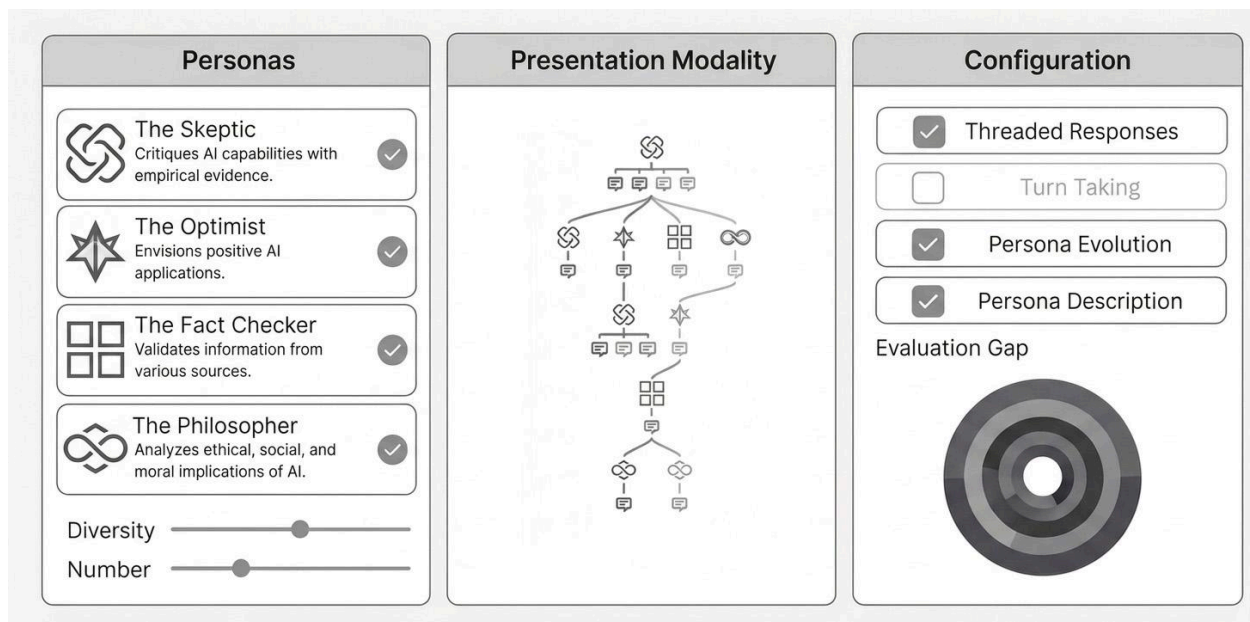 Personas
The Skeptic
Critiques AI capabilities with
empirical evidence.
The Optimist
Envisions positive AI
applications.
The Fact Checker
Validates information from
various sources.
The Philosopher
Analyzes ethical, social, and
moral implications of AI.
Diversity
Number
Presentation Modality
Configuration
Threaded Responses
Turn Taking
Persona Evolution
Persona Description
Evaluation Gap